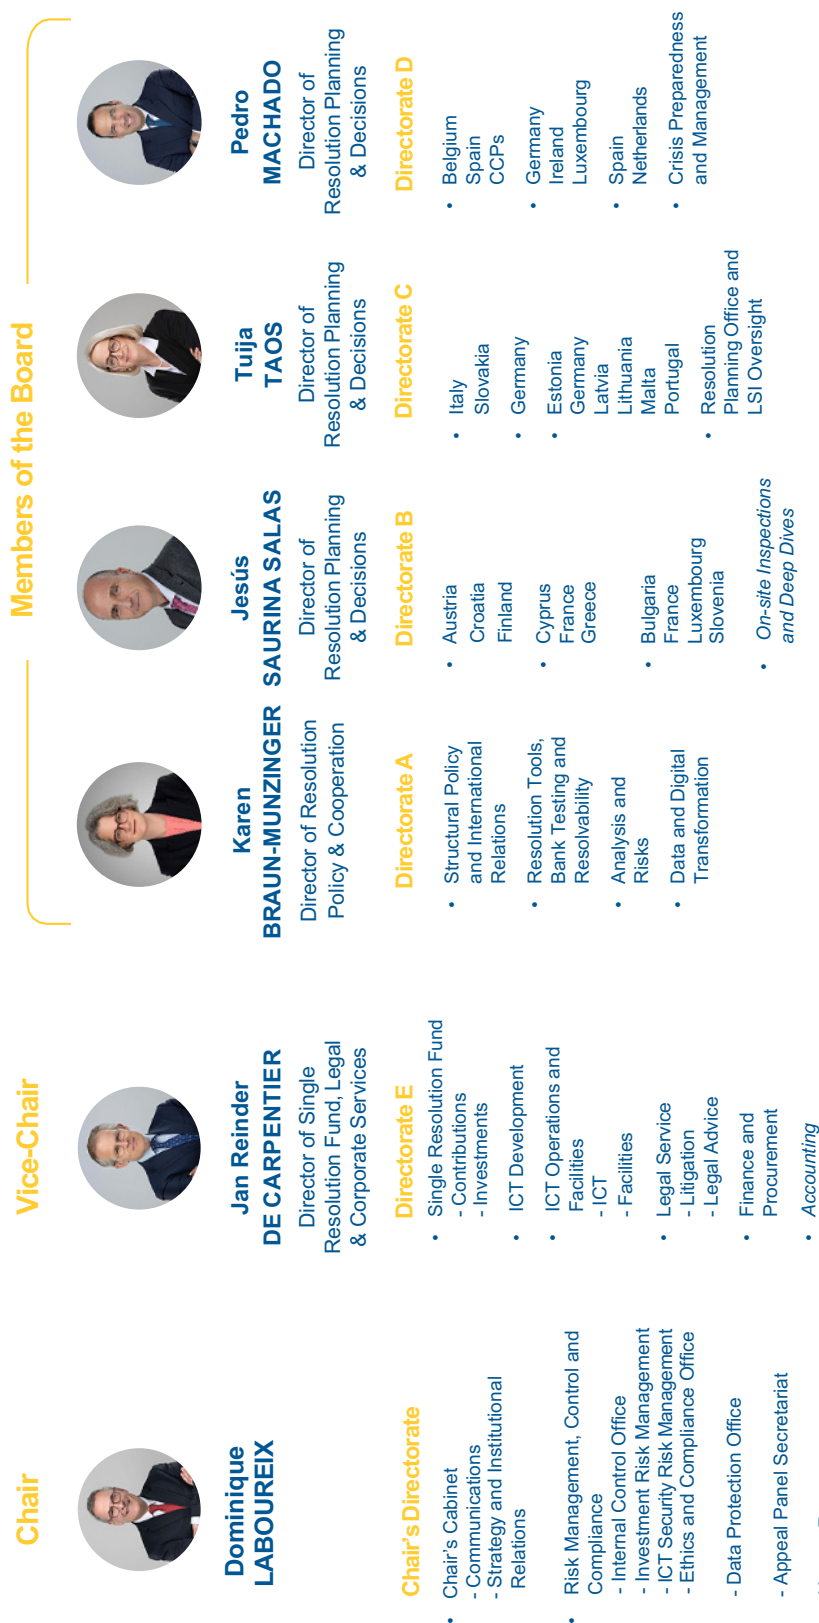 Chair
Dominique
LABOUREIX
Chair's Directorate
• Chair's Cabinet
- Communications
- Strategy and Institutional
Relations
• Risk Management, Control and
Compliance
- Internal Control Office
- Investment Risk Management
- ICT Security Risk Management
- Ethics and Compliance Office
- Data Protection Office
- Appeal Panel Secretariat
Vice-Chair
Jan Reinder
DE CARPENTIER
Director of Single
Resolution Fund, Legal
& Corporate Services
Directorate E
• Single Resolution Fund
- Contributions
- Investments
• ICT Development
• ICT Operations and
Facilities
- ICT
- Facilities
• Legal Service
- Litigation
- Legal Advice
• Finance and
Procurement
• Accounting
Members of the Board
Karen
BRAUN-MUNZINGER
Director of Resolution
Policy & Cooperation
Directorate A
• Structural Policy
and International
Relations
• Resolution Tools,
Bank Testing and
Resolvability
• Analysis and
Risks
• Data and Digital
Transformation
Jesús
SAURINA SALAS
Director of
Resolution Planning
& Decisions
Directorate B
• Austria
Croatia
Finland
• Cyprus
France
Greece
• Bulgaria
France
Luxembourg
Slovenia
• On-site Inspections
and Deep Dives
Tuija
TAOS
Director of
Resolution Planning
& Decisions
Directorate C
• Italy
Slovakia
• Germany
• Estonia
Germany
Latvia
Lithuania
Malta
Portugal
• Resolution
Planning Office and
LSI Oversight
Pedro
MACHADO
Director of
Resolution Planning
& Decisions
Directorate D
• Belgium
Spain
CCPs
• Germany
Ireland
Luxembourg
• Spain
Netherlands
• Crisis Preparedness
and Management